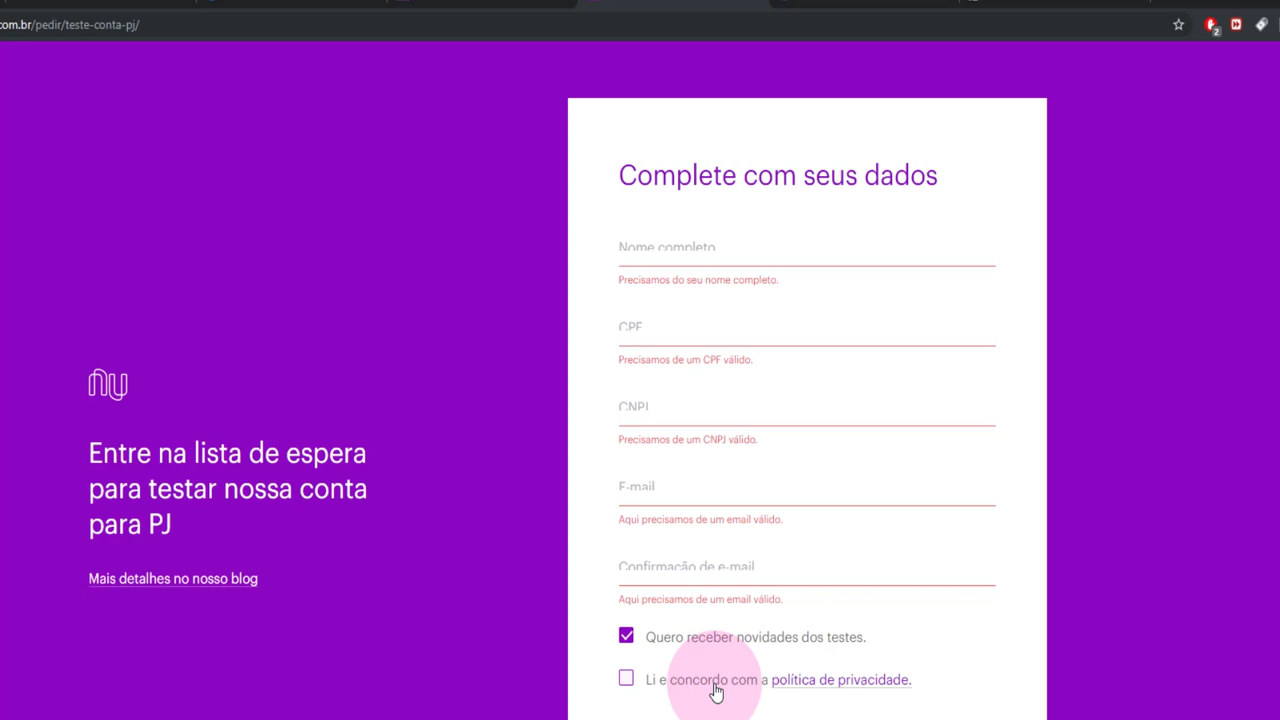 com.br/pedir/teste-conta-pj/
2
Complete com seus dados
Nome completo
Precisamos do seu nome completo.
CPF
Precisamos de um CPF válido.
CNPJ
Precisamos de um CNPJ válido.
E-mail
Aqui precisamos de um email válido.
Confirmação de e-mail
Aqui precisamos de um email válido.
Quero receber novidades dos testes.
Li e concordo com a política de privacidade.
nu
Entre na lista de espera
para testar nossa conta
para PJ
Mais detalhes no nosso blog